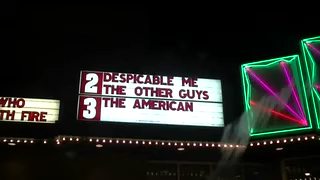 WHO
TH FIRE
2 DESPICABLE ME
THE OTHER GUYS
3 THE AMERICAN